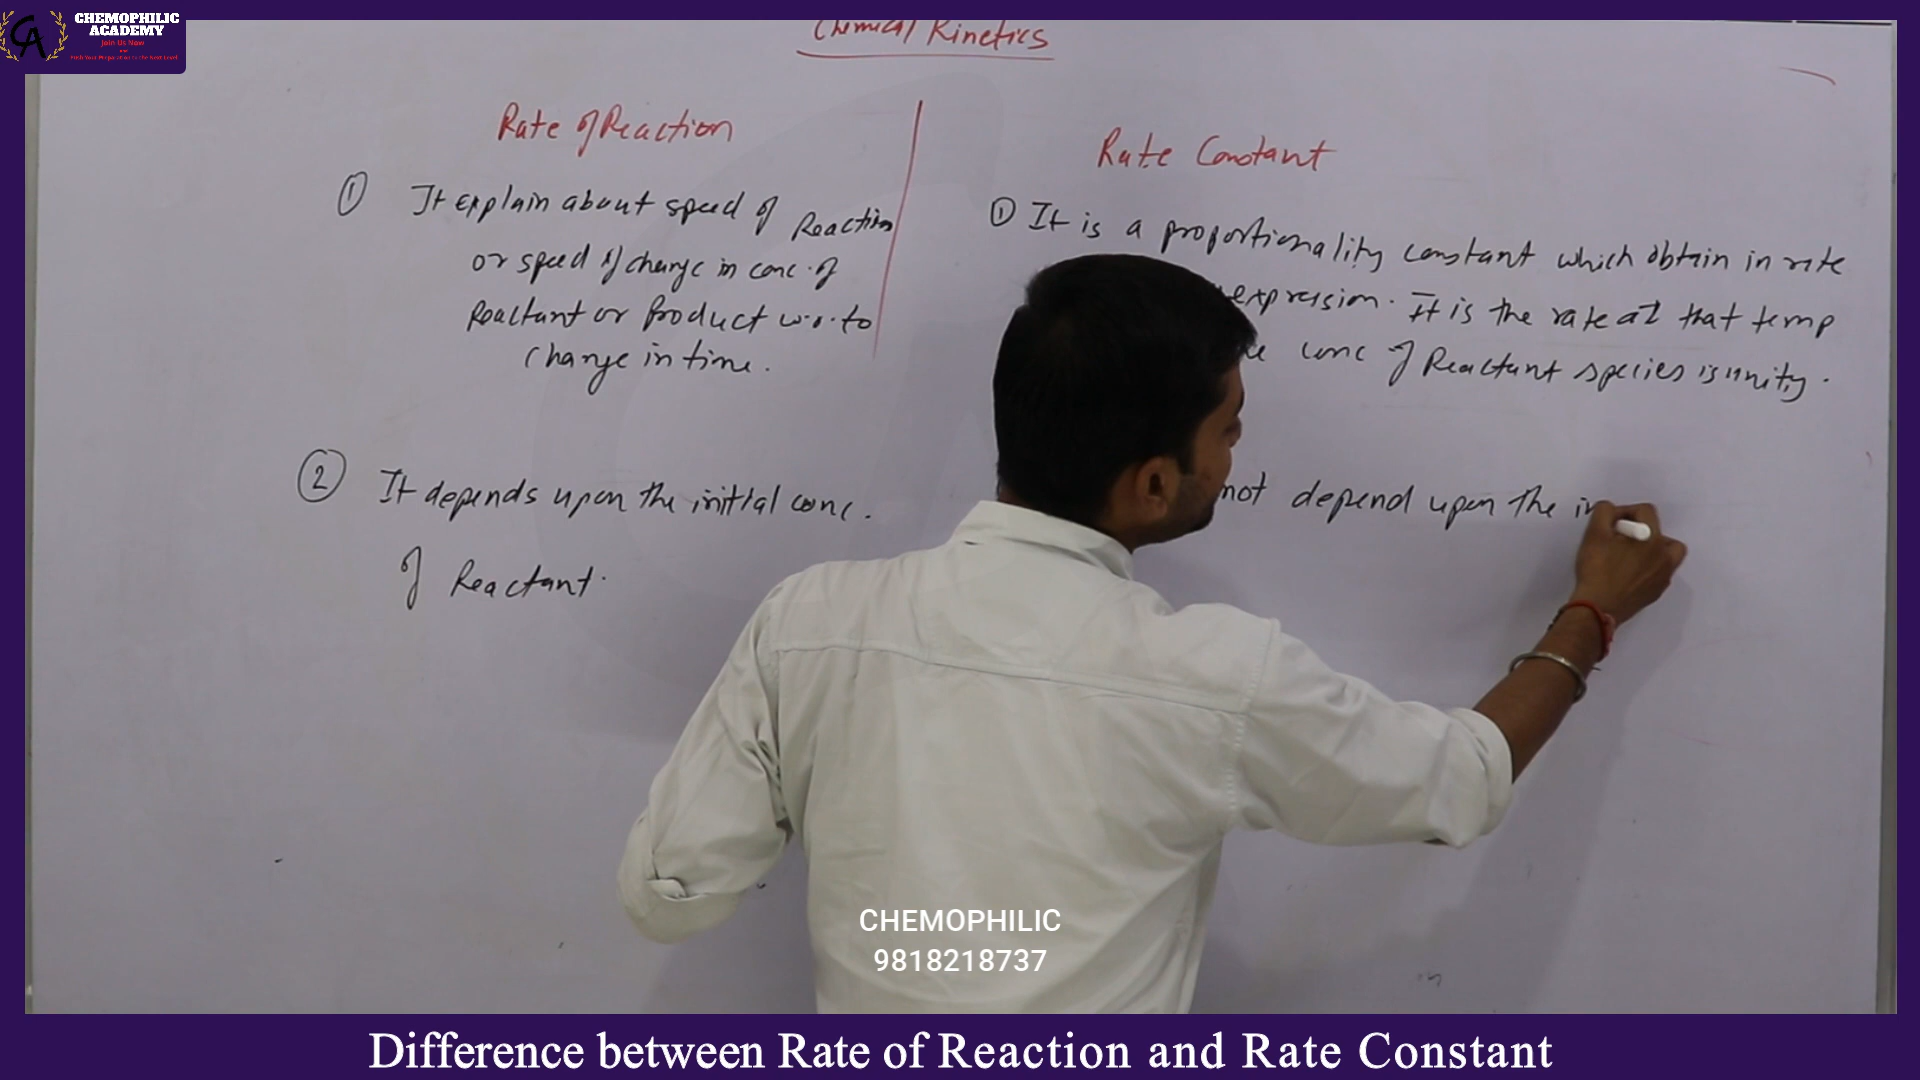 CHEMOPHILIC
ACADEMY
Join Us Now
Chemical Kinetics
Rate of Reaction
① It explain about speed of Reaction
or speed of change in conc. of
Reactant or Product w.r.to
change in time.
② It depends upon the initial conc.
of Reactant.
Rate Constant
① It is a proportionality constant which obtain in rate
expression. It is the rate at that temp
conc of Reactant species is unity.
not depend upon the in
CHEMOPHILIC
9818218737
Difference between Rate of Reaction and Rate Constant